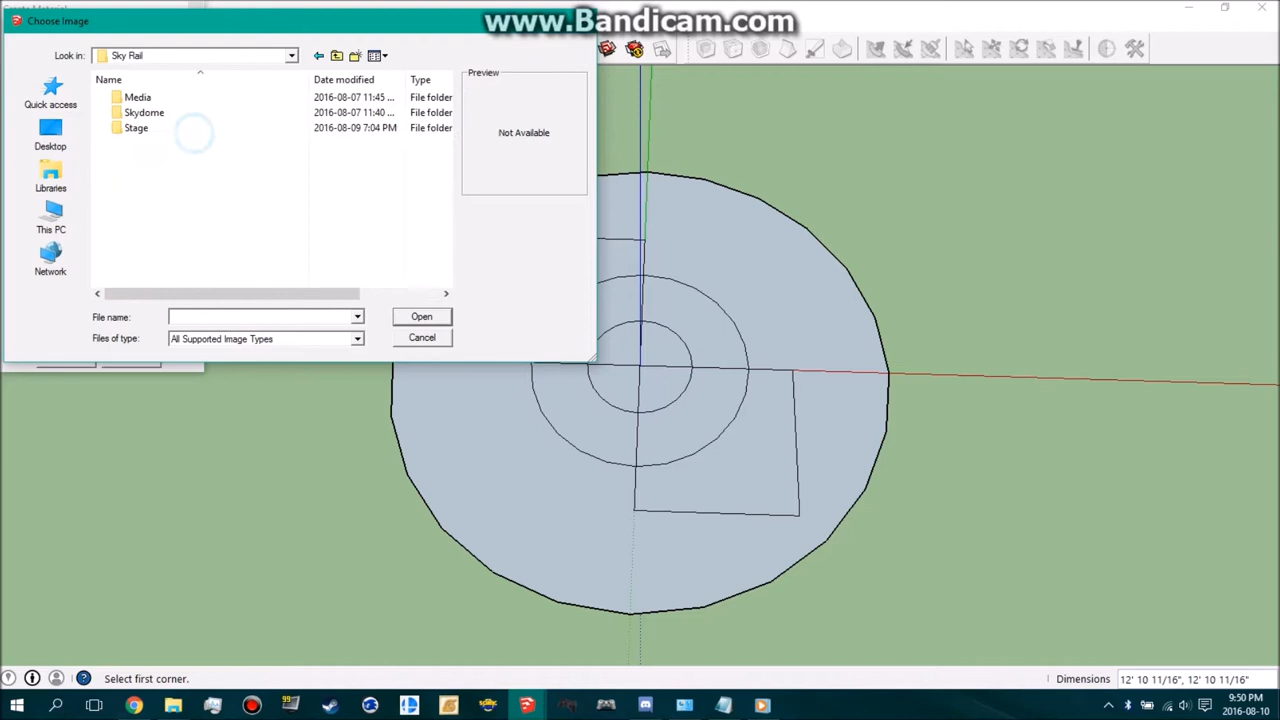 www.Bandicam.com
Choose Image
Look in:
Sky Rail
Name
Date modified
Type
Preview
Quick access
Media
2016-08-07 11:45 ...
File folder
Skydome
2016-08-07 11:40 ...
File folder
Stage
2016-08-09 7:04 PM
File folder
Not Available
Desktop
Libraries
This PC
Network
File name:
Open
Files of type:
All Supported Image Types
Cancel
Select first corner.
Dimensions
12' 10 11/16", 12' 10 11/16"
9:50 PM
2016-08-10